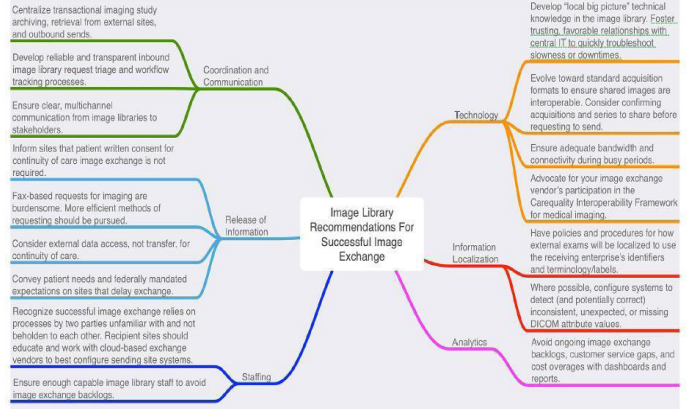 Centralize transactional imaging study
archiving, retrieval from external sites,
and outbound sends.
Develop reliable and transparent inbound
image library request triage and workflow
tracking processes.
Ensure clear, multichannel
communication from image libraries to
stakeholders.
Coordination and
Communication
Inform sites that patient written consent for
continuity of care image exchange is not
required.
Fax-based requests for imaging are
burdensome. More efficient methods of
requesting should be pursued.
Consider external data access, not transfer, for
continuity of care.
Convey patient needs and federally mandated
expectations on sites that delay exchange.
Release of
Information
Recognize successful image exchange relies on
processes by two parties unfamiliar with and not
beholden to each other. Recipient sites should
educate and work with cloud-based exchange
vendors to best configure sending site systems.
Ensure enough capable image library staff to avoid
image exchange backlogs.
Staffing
Image Library
Recommendations For
Successful Image
Exchange
Technology
Develop “local big picture” technical
knowledge in the image library. Foster
trusting, favorable relationships with
central IT to quickly troubleshoot
slowness or downtimes.
Evolve toward standard acquisition
formats to ensure shared images are
interoperable. Consider confirming
acquisitions and series to share before
requesting to send.
Ensure adequate bandwidth and
connectivity during busy periods.
Advocate for your image exchange
vendor's participation in the
Carequality Interoperability Framework
for medical imaging.
Information
Localization
Have policies and procedures for how
external exams will be localized to use
the receiving enterprise's identifiers
and terminology/labels.
Where possible, configure systems to
detect (and potentially correct)
inconsistent, unexpected, or missing
DICOM attribute values.
Analytics
Avoid ongoing image exchange
backlogs, customer service gaps, and
cost overages with dashboards and
reports.